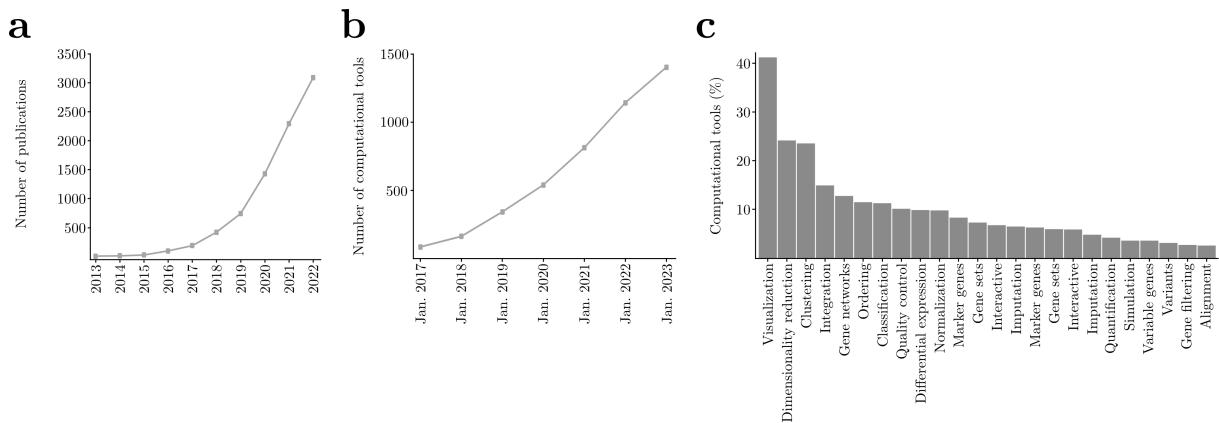 a
Number of publications
3500
3000
2500
2000
1500
1000
500
2013
2014
2015
2016
2017
2018
2019
2020
2021
2022
b
Number of computational tools
1500
1000
500
Jan. 2017
Jan. 2018
Jan. 2019
Jan. 2020
Jan. 2021
Jan. 2022
Jan. 2023
c
Computational tools (%)
40
30
20
10
Visualization
Dimensionality reduction
Clustering
Integration
Gene networks
Ordering
Classification
Quality control
Differential expression
Normalization
Marker genes
Gene sets
Interactive
Imputation
Marker genes
Gene sets
Interactive
Imputation
Quantification
Simulation
Variable genes
Variants
Gene filtering
Alignment